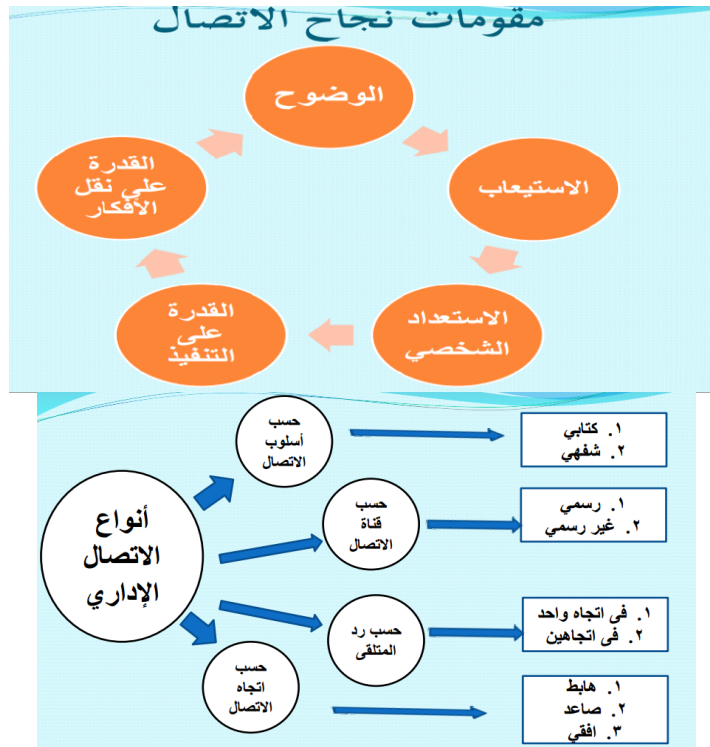 مقومات نجاح الاتصال
الوضوح
الاستيعاب
الاستعداد
الشخصي
القدرة
على
التنفيذ
القدرة
على نقل
الأفكار
أنواع
الاتصال
الإداري
حسب
أسلوب
الاتصال
١. كتابي
٢. شفهي
حسب
قناة
الاتصال
١. رسمي
٢. غير رسمي
حسب رد
المتلقى
١. فى اتجاه واحد
٢. فى اتجاهين
حسب
اتجاه
الاتصال
١. هابط
٢. صاعد
٣. افقي